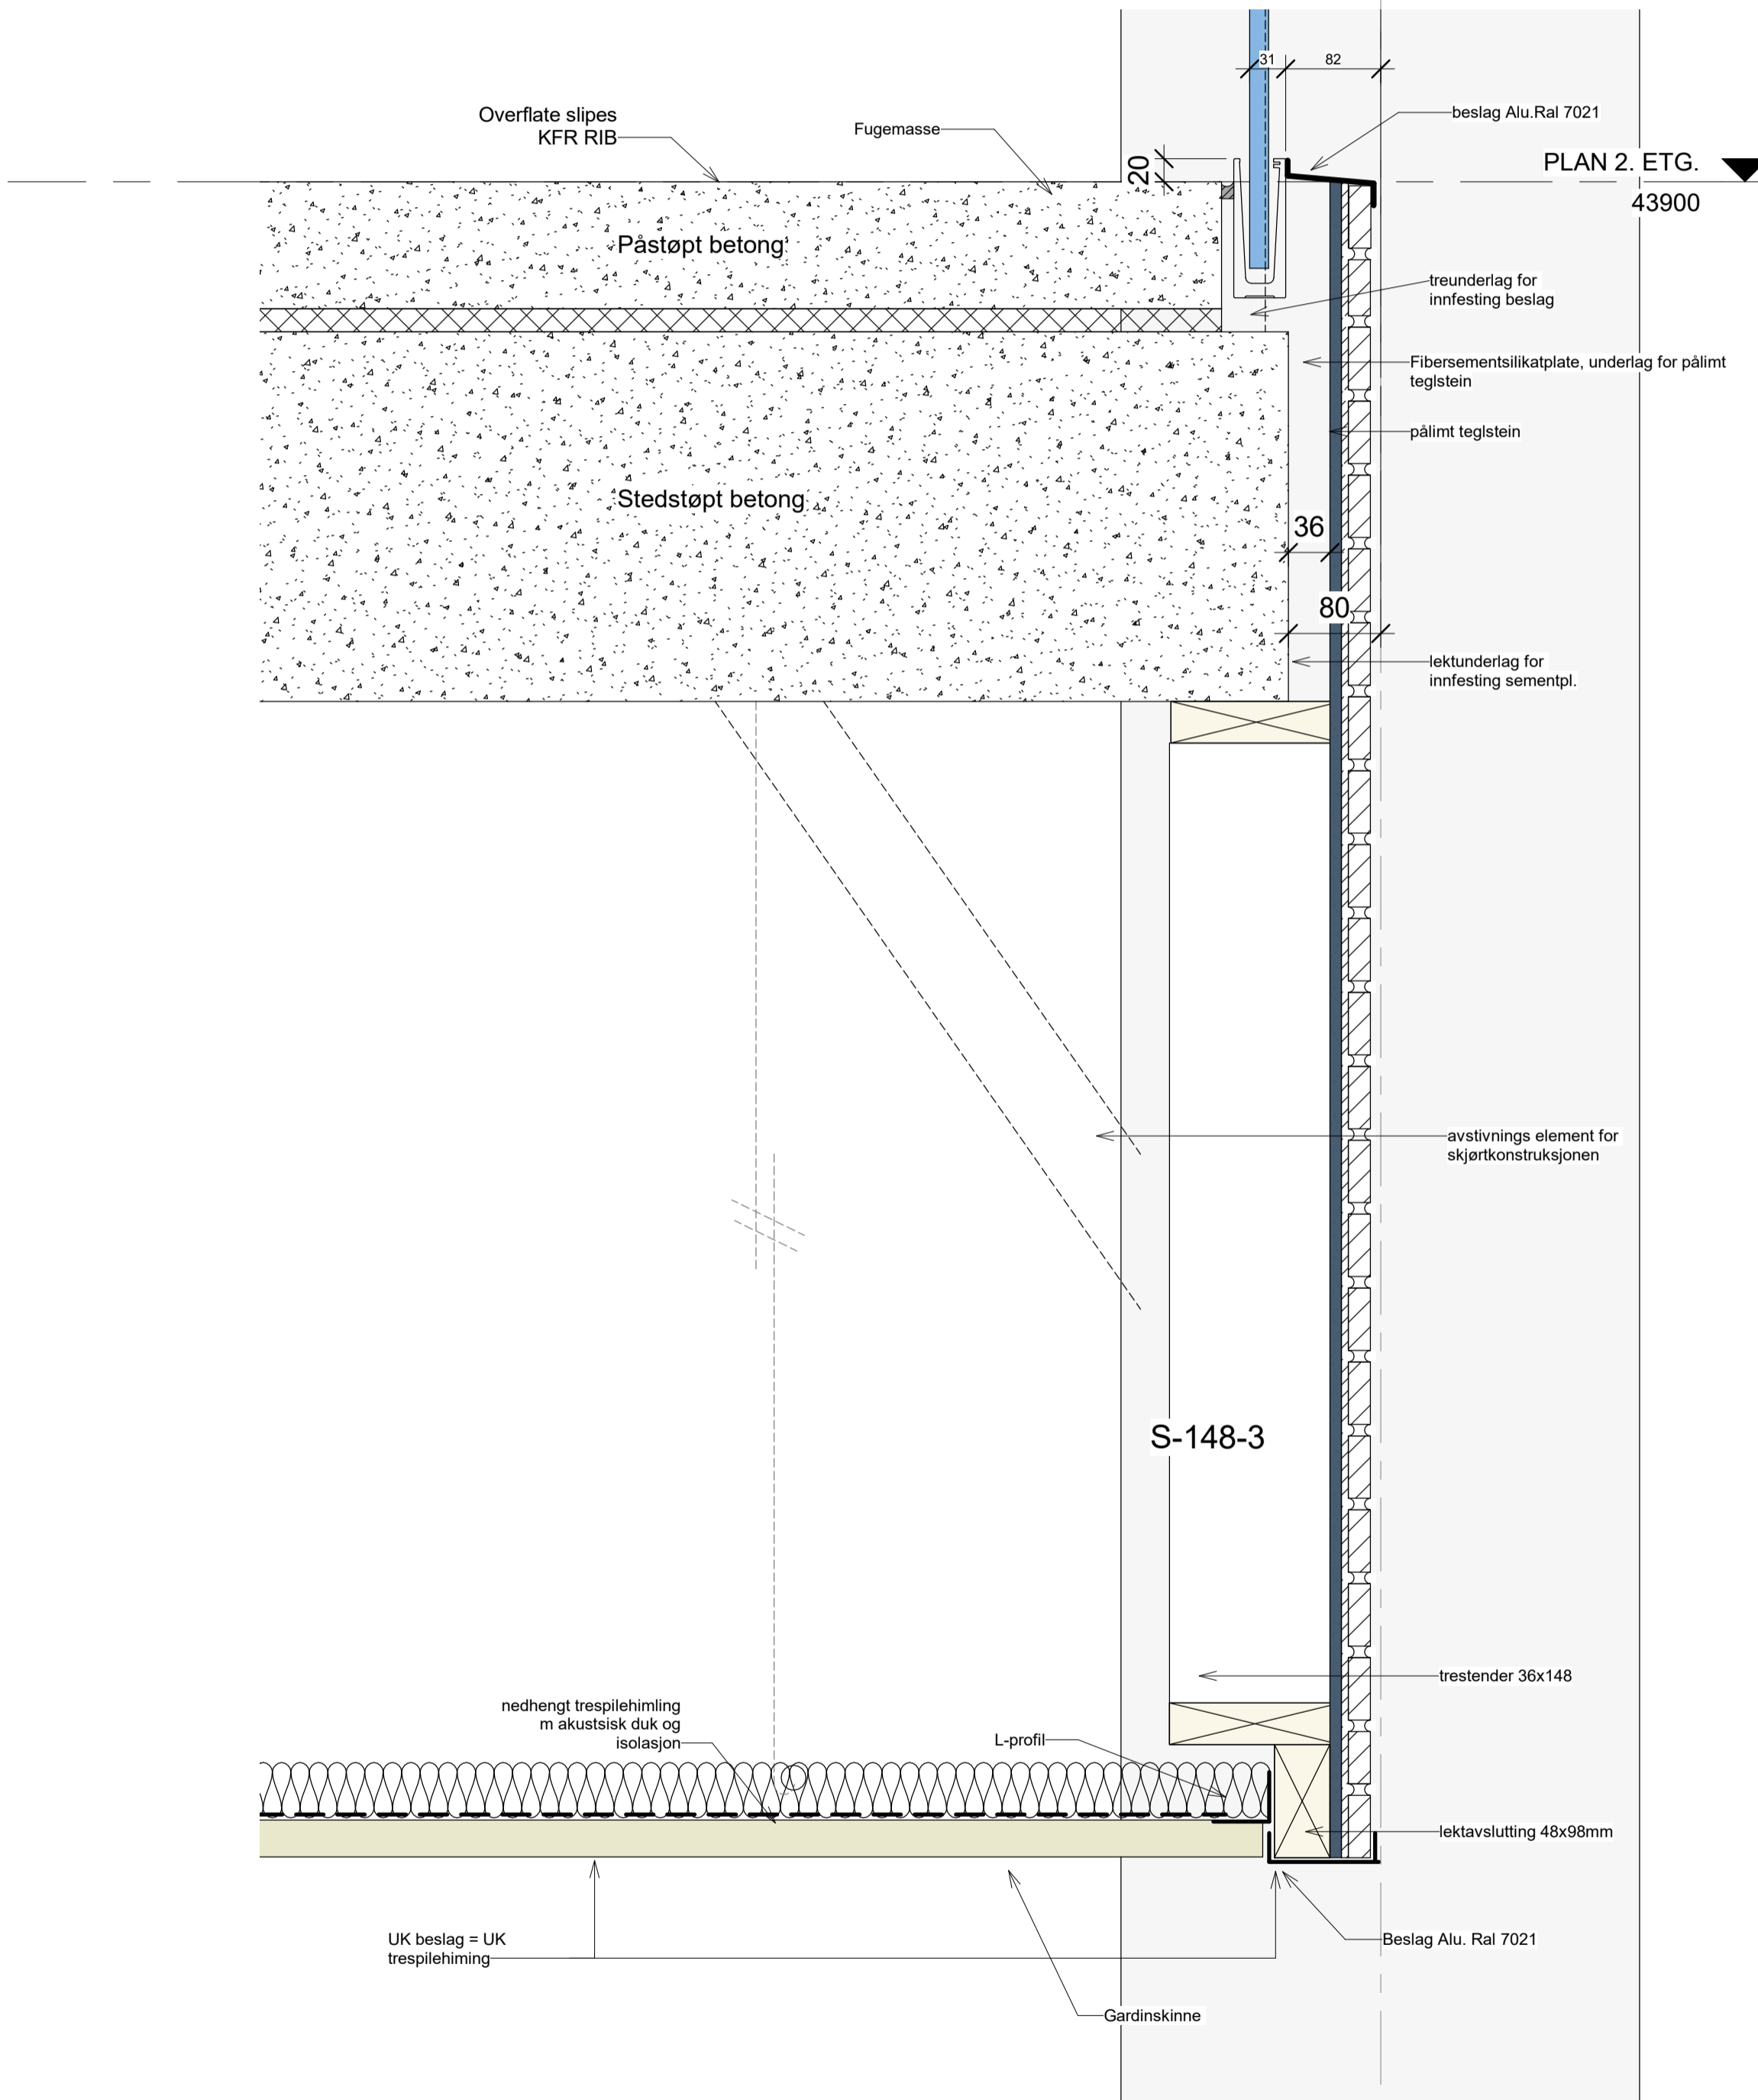 31
82
Overflate slipes
KFR RIB
Fugemasse
beslag Alu.Ral 7021
20
PLAN 2. ETG.
43900
Påstøpt betong
treunderlag for
innfesting beslag
Fibersementsilikatplate, underlag for pålimt
teglstein
pålimt teglstein
Stedstøpt betong
36
80
lektunderlag for
innfesting sementpl.
avstivnings element for
skjørtkonstruksjonen
S-148-3
trestender 36x148
nedhengt trespilehimling
m akustsisk duk og
isolasjon
L-profil
lektavslutting 48x98mm
UK beslag = UK
trespilehiming
Beslag Alu. Ral 7021
Gardinskinne